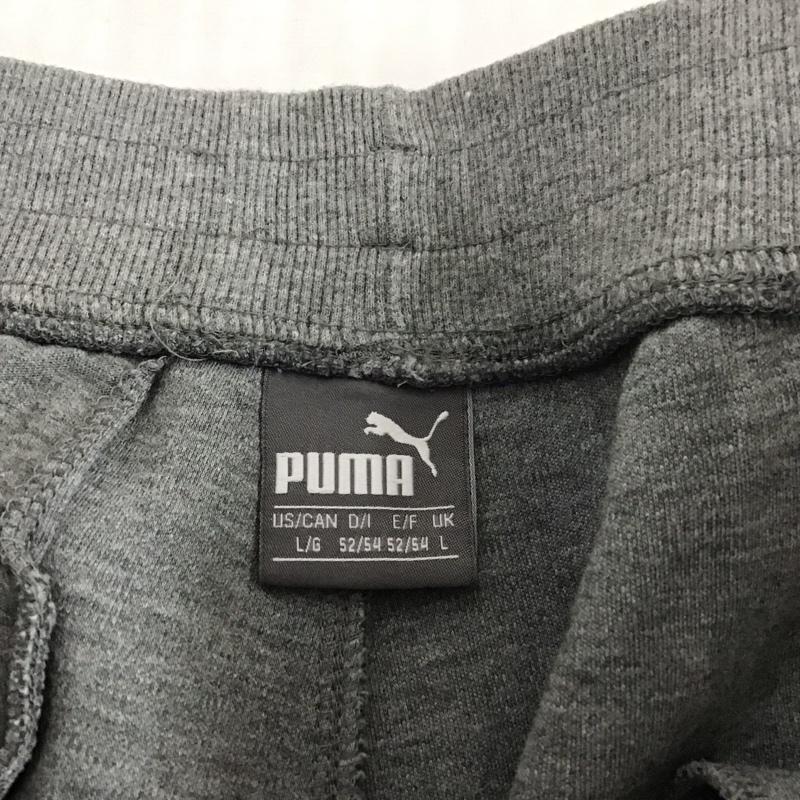 PUMA
US/CAN D/I E/F UK
L/G 52/54 52/54 L